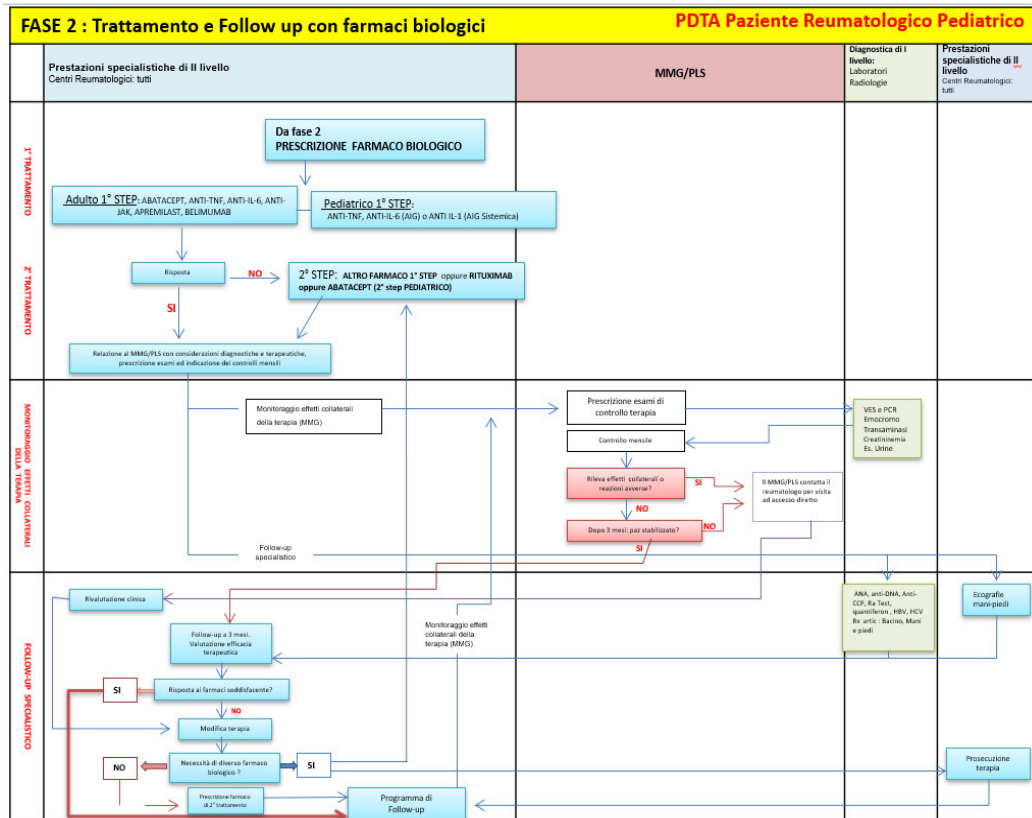 FASE 2 : Trattamento e Follow up con farmaci biologici
PDTA Paziente Reumatologico Pediatrico
Prestazioni specialistiche di II livello
Centri Reumatologici: tutti
MMG/PLS
Diagnostica di I
livello:
Laboratori
Radiologie
Prestazioni
specialistiche di II
livello
Centri Reumatologici:
tutti
1° TRATTAMENTO
Da fase 2
PRESCRIZIONE FARMACO BIOLOGICO
Adulto 1° STEP: ABATACEPT, ANTI-TNF, ANTI-IL-6, ANTI-
JAK, APREMILAST, BELIMUMAB
Pediatrico 1° STEP:
ANTI-TNF, ANTI-IL-6 (AIG) o ANTI IL-1 (AIG Sistemica)
2° TRATTAMENTO
Risposta
NO
2° STEP: ALTRO FARMACO 1° STEP oppure RITUXIMAB
oppure ABATACEPT (2° step PEDIATRICO)
SI
Relazione al MMG/PLS con considerazioni diagnostiche e terapeutiche,
prescrizione esami ed indicazione dei controlli mensili
MONITORAGGIO EFFETTI COLLATERALI
DELLA TERAPIA
Monitoraggio effetti collaterali
della terapia (MMG)
Prescrizione esami di
controllo terapia
VES e PCR
Emocromo
Transaminasi
Creatininemia
Es. Urine
Controllo mensile
Rileva effetti collaterali o
reazioni avverse?
SI
Il MMG/PLS contatta il
reumatologo per visita
ad accesso diretto
NO
Dopo 3 mesi: paz stabilizzato?
NO
SI
Follow-up
specialistico
FOLLOW-UP SPECIALISTICO
Rivalutazione clinica
Monitoraggio effetti
collaterali della
terapia (MMG)
ANA, anti-DNA, Anti-
CCP, Ra Test,
quantiferon , HBV, HCV
Rx artic : Bacino, Mani
e piedi
Ecografie
mani-piedi
Follow-up a 3 mesi.
Valutazione efficacia
terapeutica
SI
Risposta ai farmaci soddisfacente?
NO
Modifica terapia
NO
Necessità di diverso farmaco
biologico ?
SI
Prosecuzione
terapia
Prescrizione farmaco
di 2° trattamento
Programma di
Follow-up